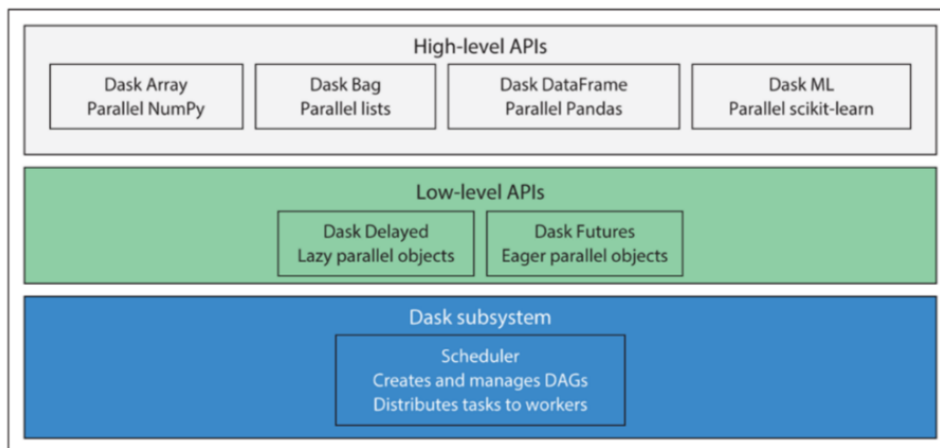 High-level APIs
Dask Array
Parallel NumPy
Dask Bag
Parallel lists
Dask DataFrame
Parallel Pandas
Dask ML
Parallel scikit-learn
Low-level APIs
Dask Delayed
Lazy parallel objects
Dask Futures
Eager parallel objects
Dask subsystem
Scheduler
Creates and manages DAGs
Distributes tasks to workers